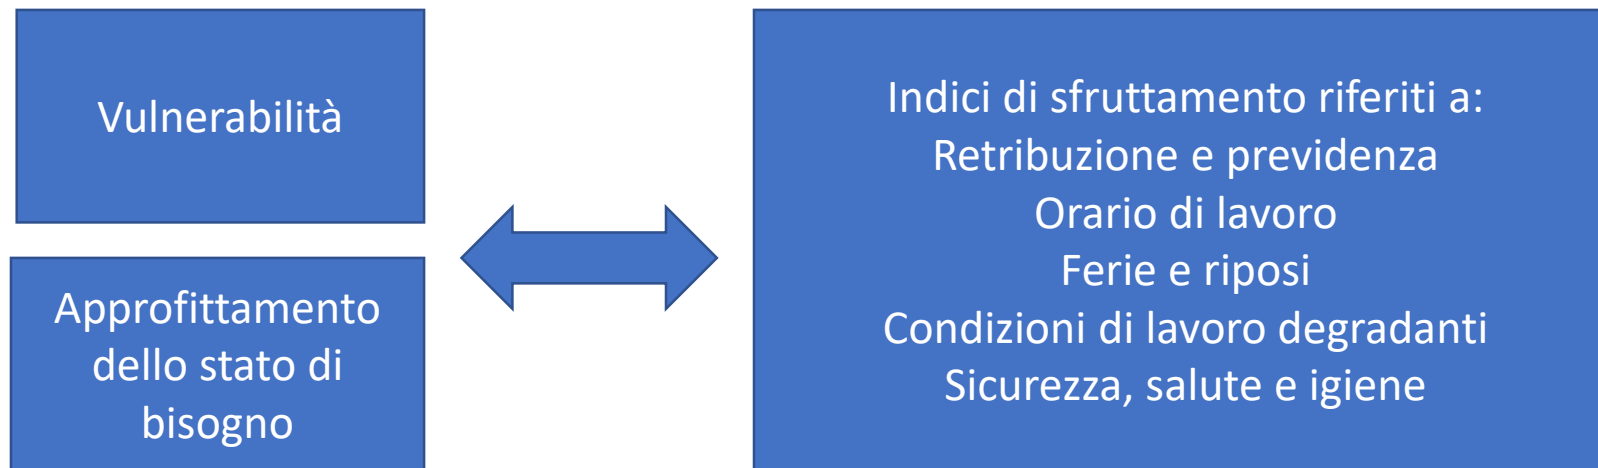 Vulnerabilità
Approfittamento
dello stato di
bisogno
Indici di sfruttamento riferiti a:
Retribuzione e previdenza
Orario di lavoro
Ferie e riposi
Condizioni di lavoro degradanti
Sicurezza, salute e igiene